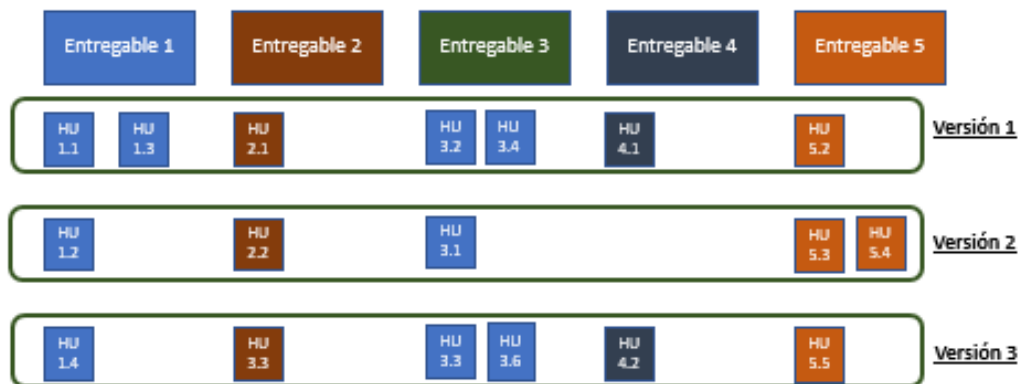 Entregable 1
Entregable 2
Entregable 3
Entregable 4
Entregable 5
HU
1.1
HU
1.3
HU
2.1
HU
3.2
HU
3.4
HU
4.1
HU
5.2
Versión 1
HU
1.2
HU
2.2
HU
3.1
HU
5.3
HU
5.4
Versión 2
HU
1.4
HU
3.3
HU
3.3
HU
3.6
HU
4.2
HU
5.5
Versión 3